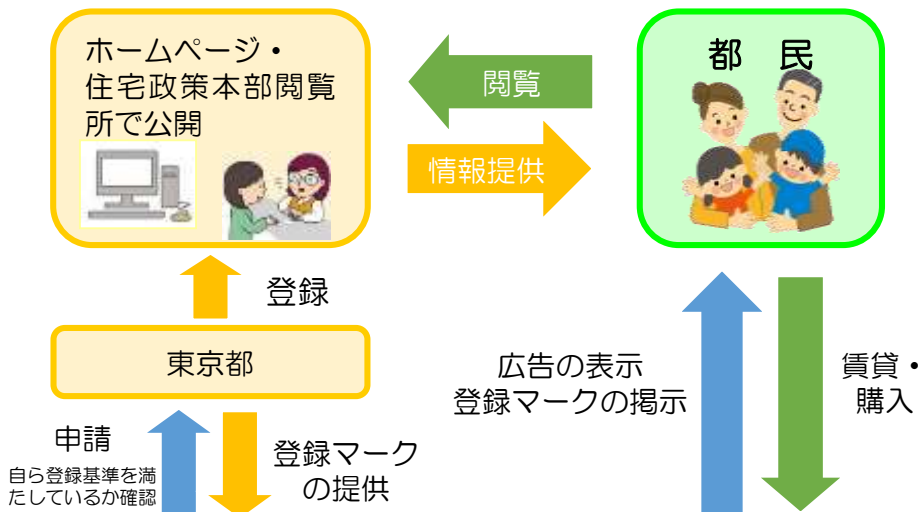 ホームページ・
住宅政策本部閲覧
所で公開
閲覧
情報提供
都　民
登録
東京都
広告の表示
登録マークの掲示
賃貸・
購入
申請
自ら登録基準を満
たしているか確認
登録マーク
の提供